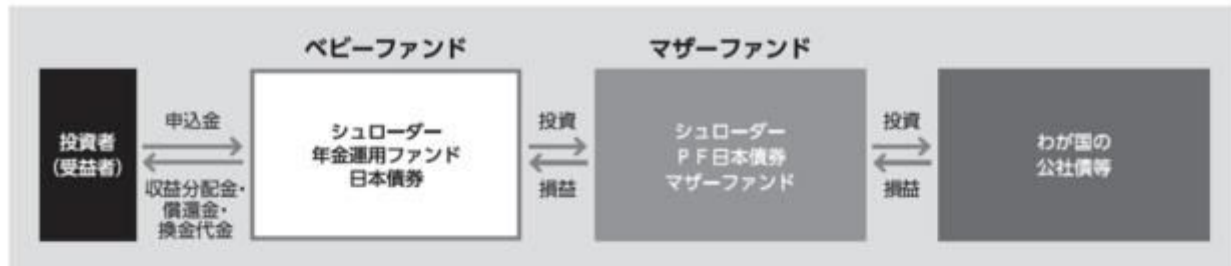 ベビーファンド
マザーファンド
投資者
(受益者)
申込金
収益分配金・
償還金・
換金代金
シュローダー
年金運用ファンド
日本債券
投資
損益
シュローダー
PF日本債券
マザーファンド
投資
損益
わが国の
公社債等